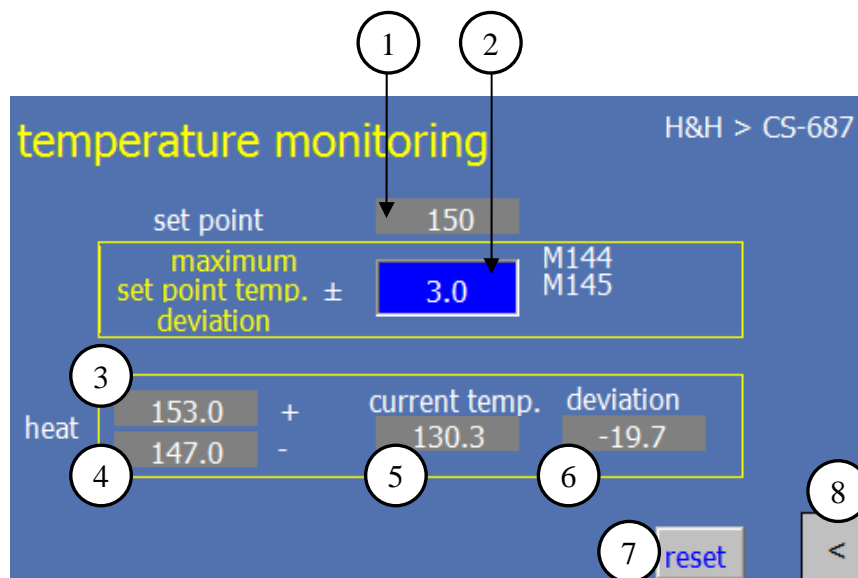 1 2
temperature monitoring H&H > CS-687
set point 150
maximum
set point temp. ± 3.0 M144
deviation M145
3
heat 153.0 + current temp. deviation
147.0 - 130.3 -19.7
4 5 6 8
7 reset <